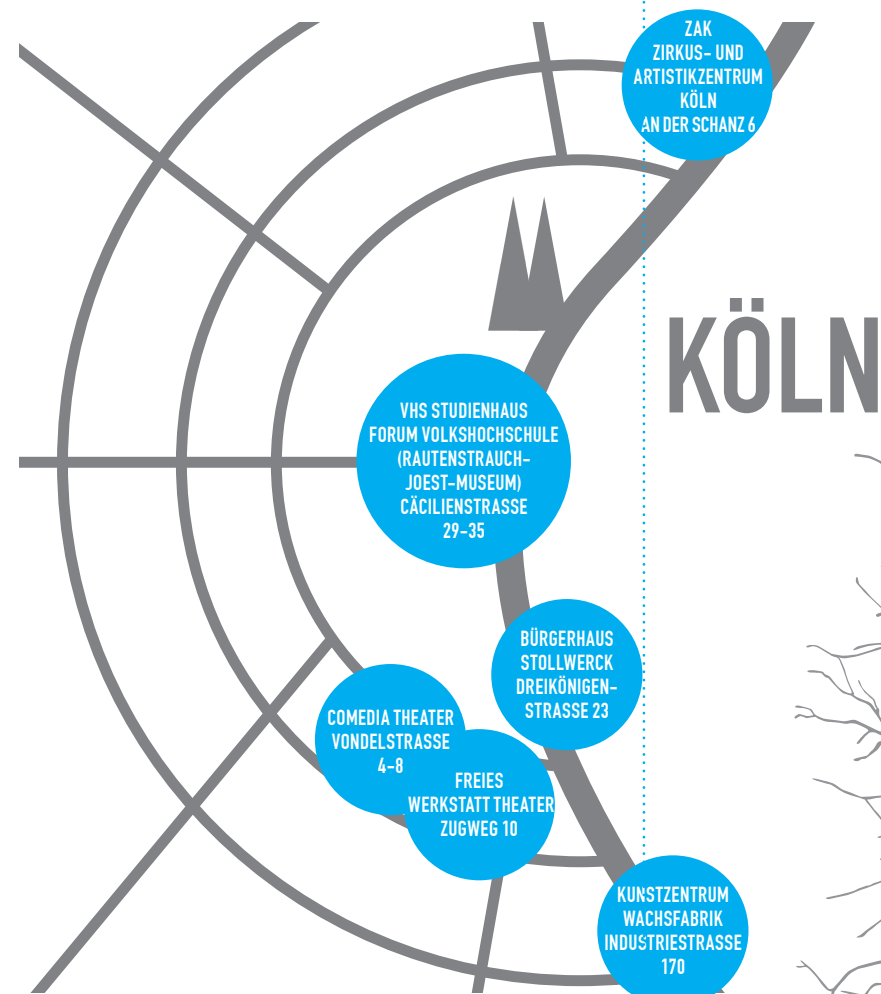 ZAK
ZIRKUS- UND
ARTISTIKZENTRUM
KÖLN
AN DER SCHANZ 6
KÖLN
VHS STUDIENHAUS
FORUM VOLKSHOCHSCHULE
(RAUTENSTRAUCH-
JOEST-MUSEUM)
CÄCILIENSTRASSE
29-35
BÜRGERHAUS
STOLLWERCK
DREIKÖNIGEN-
STRASSE 23
COMEDIA THEATER
VONDELSTRASSE
4-8
FREIES
WERKSTATT THEATER
ZUGWEG 10
KUNSTZENTRUM
WACHSFABRIK
INDUSTRIESTRASSE
170